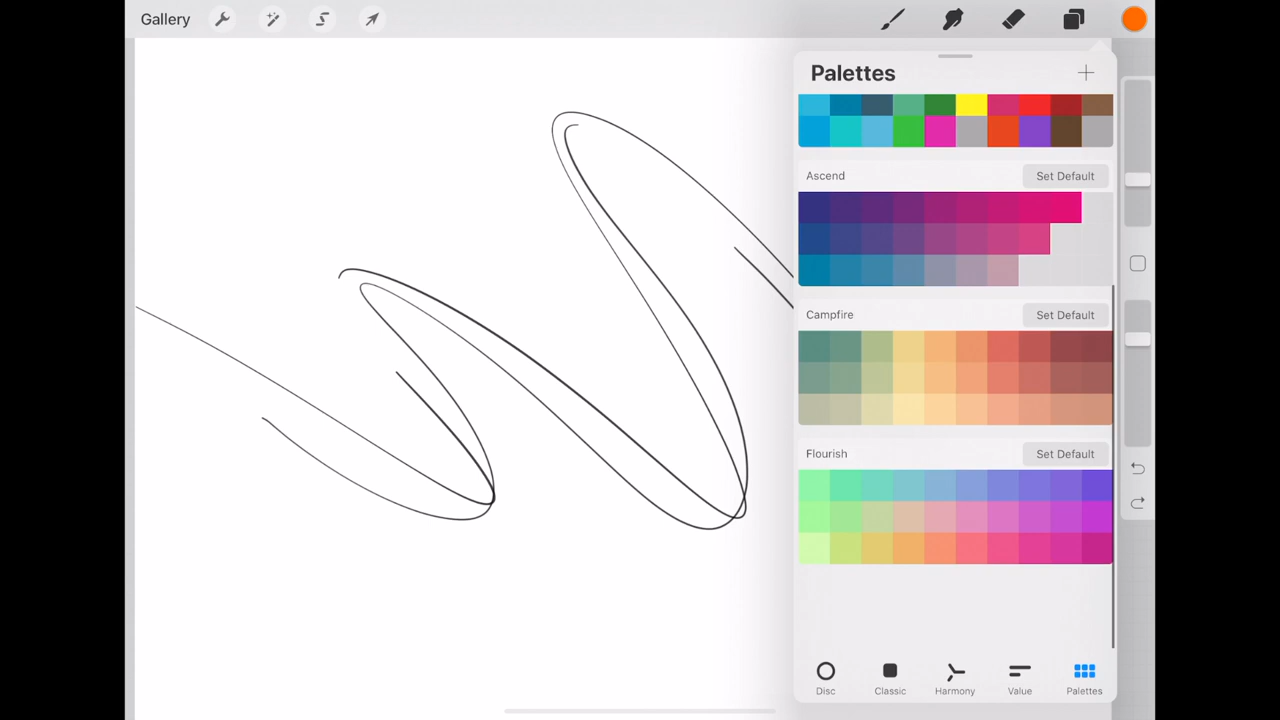 Gallery
Palettes
Ascend Set Default
Campfire Set Default
Flourish Set Default
Disc Classic Harmony Value Palettes